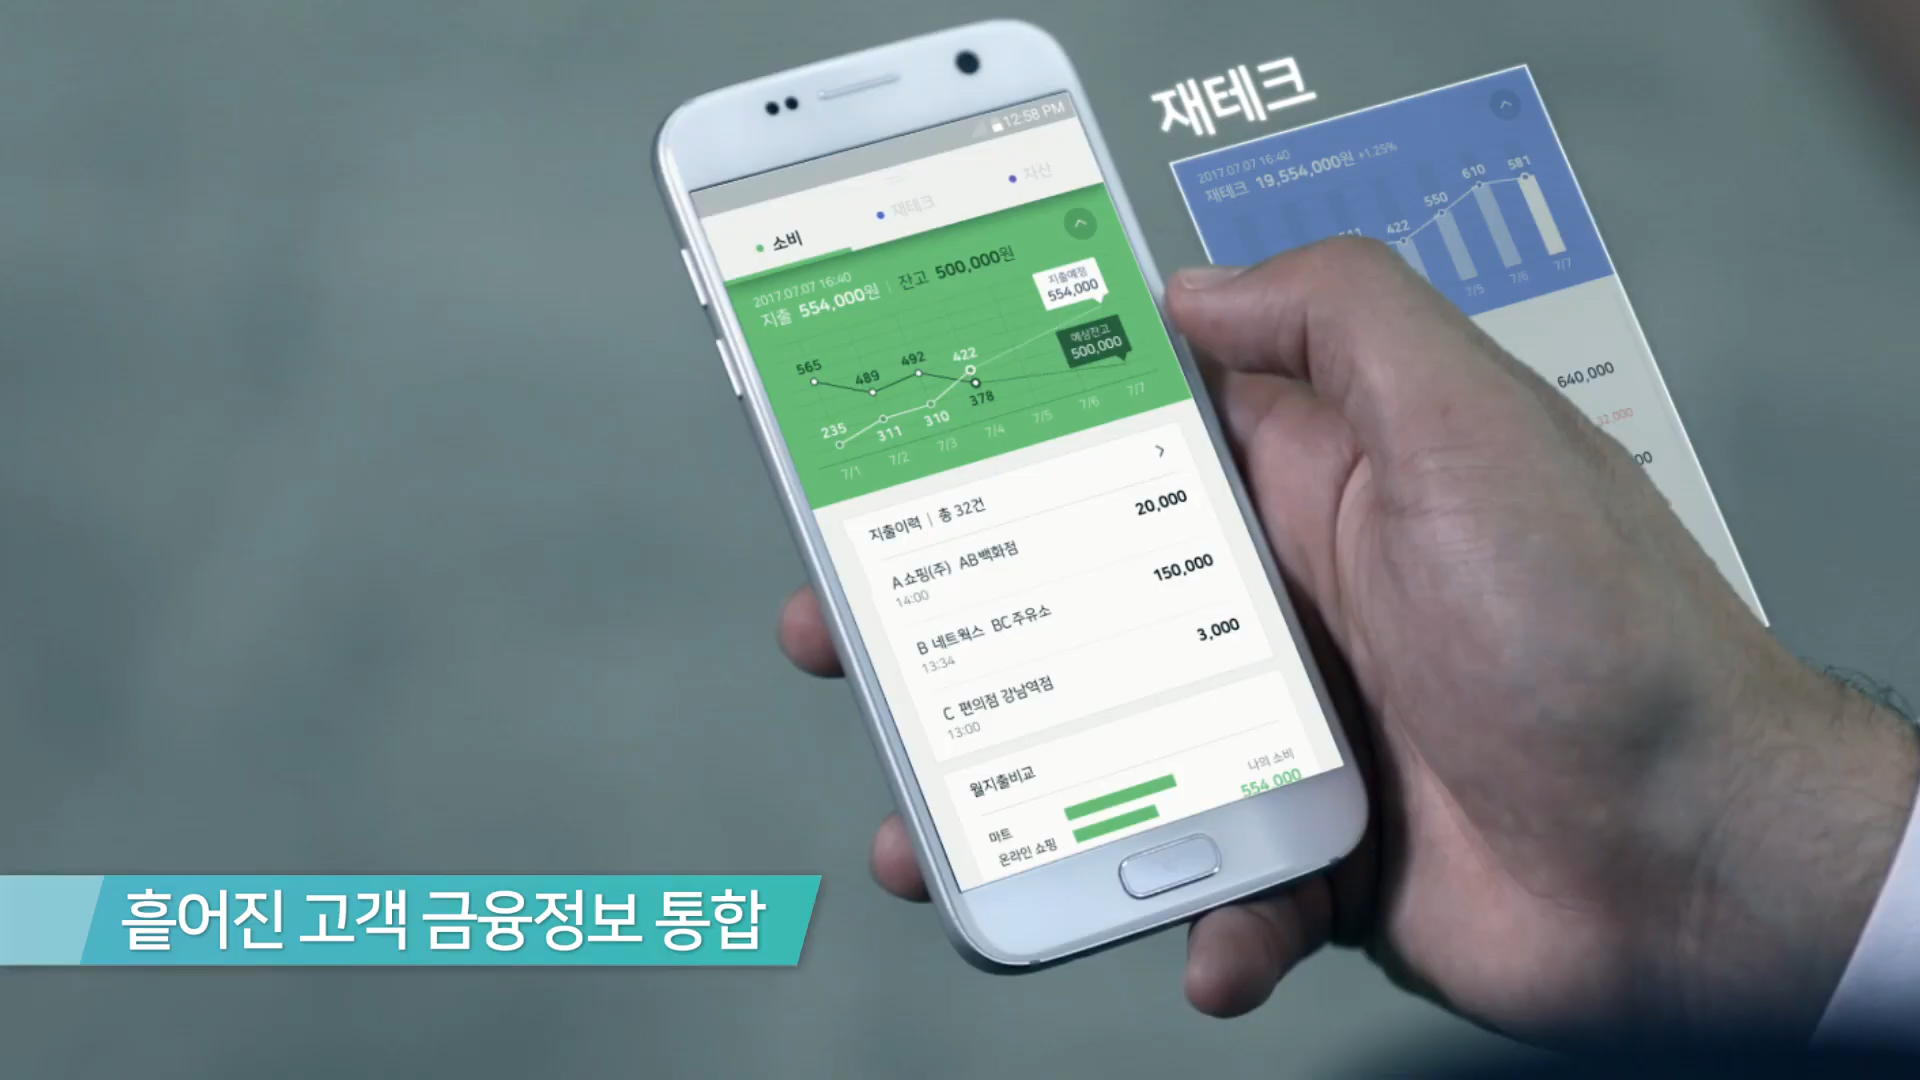 12:58 PM
소비
재테크
자산
2017.07.07 16:40
지출 554,000원 | 잔고 500,000원
지출예정
554,000
예상잔고
500,000
565
489
492
422
378
235
311
310
7/1
7/2
7/3
7/4
7/5
7/6
7/7
지출이력 | 총 32건
A쇼핑(주) AB백화점
14:00
20,000
B 네트웍스 BC주유소
13:34
150,000
C 편의점 강남역점
13:00
3,000
월지출비교
나의 소비
554,000
마트
온라인 쇼핑
재테크
2017.07.07 16:40
재테크 19,554,000원 +1.25%
422
550
610
581
7/5
7/6
7/7
640,000
32,000
흩어진 고객 금융정보 통합